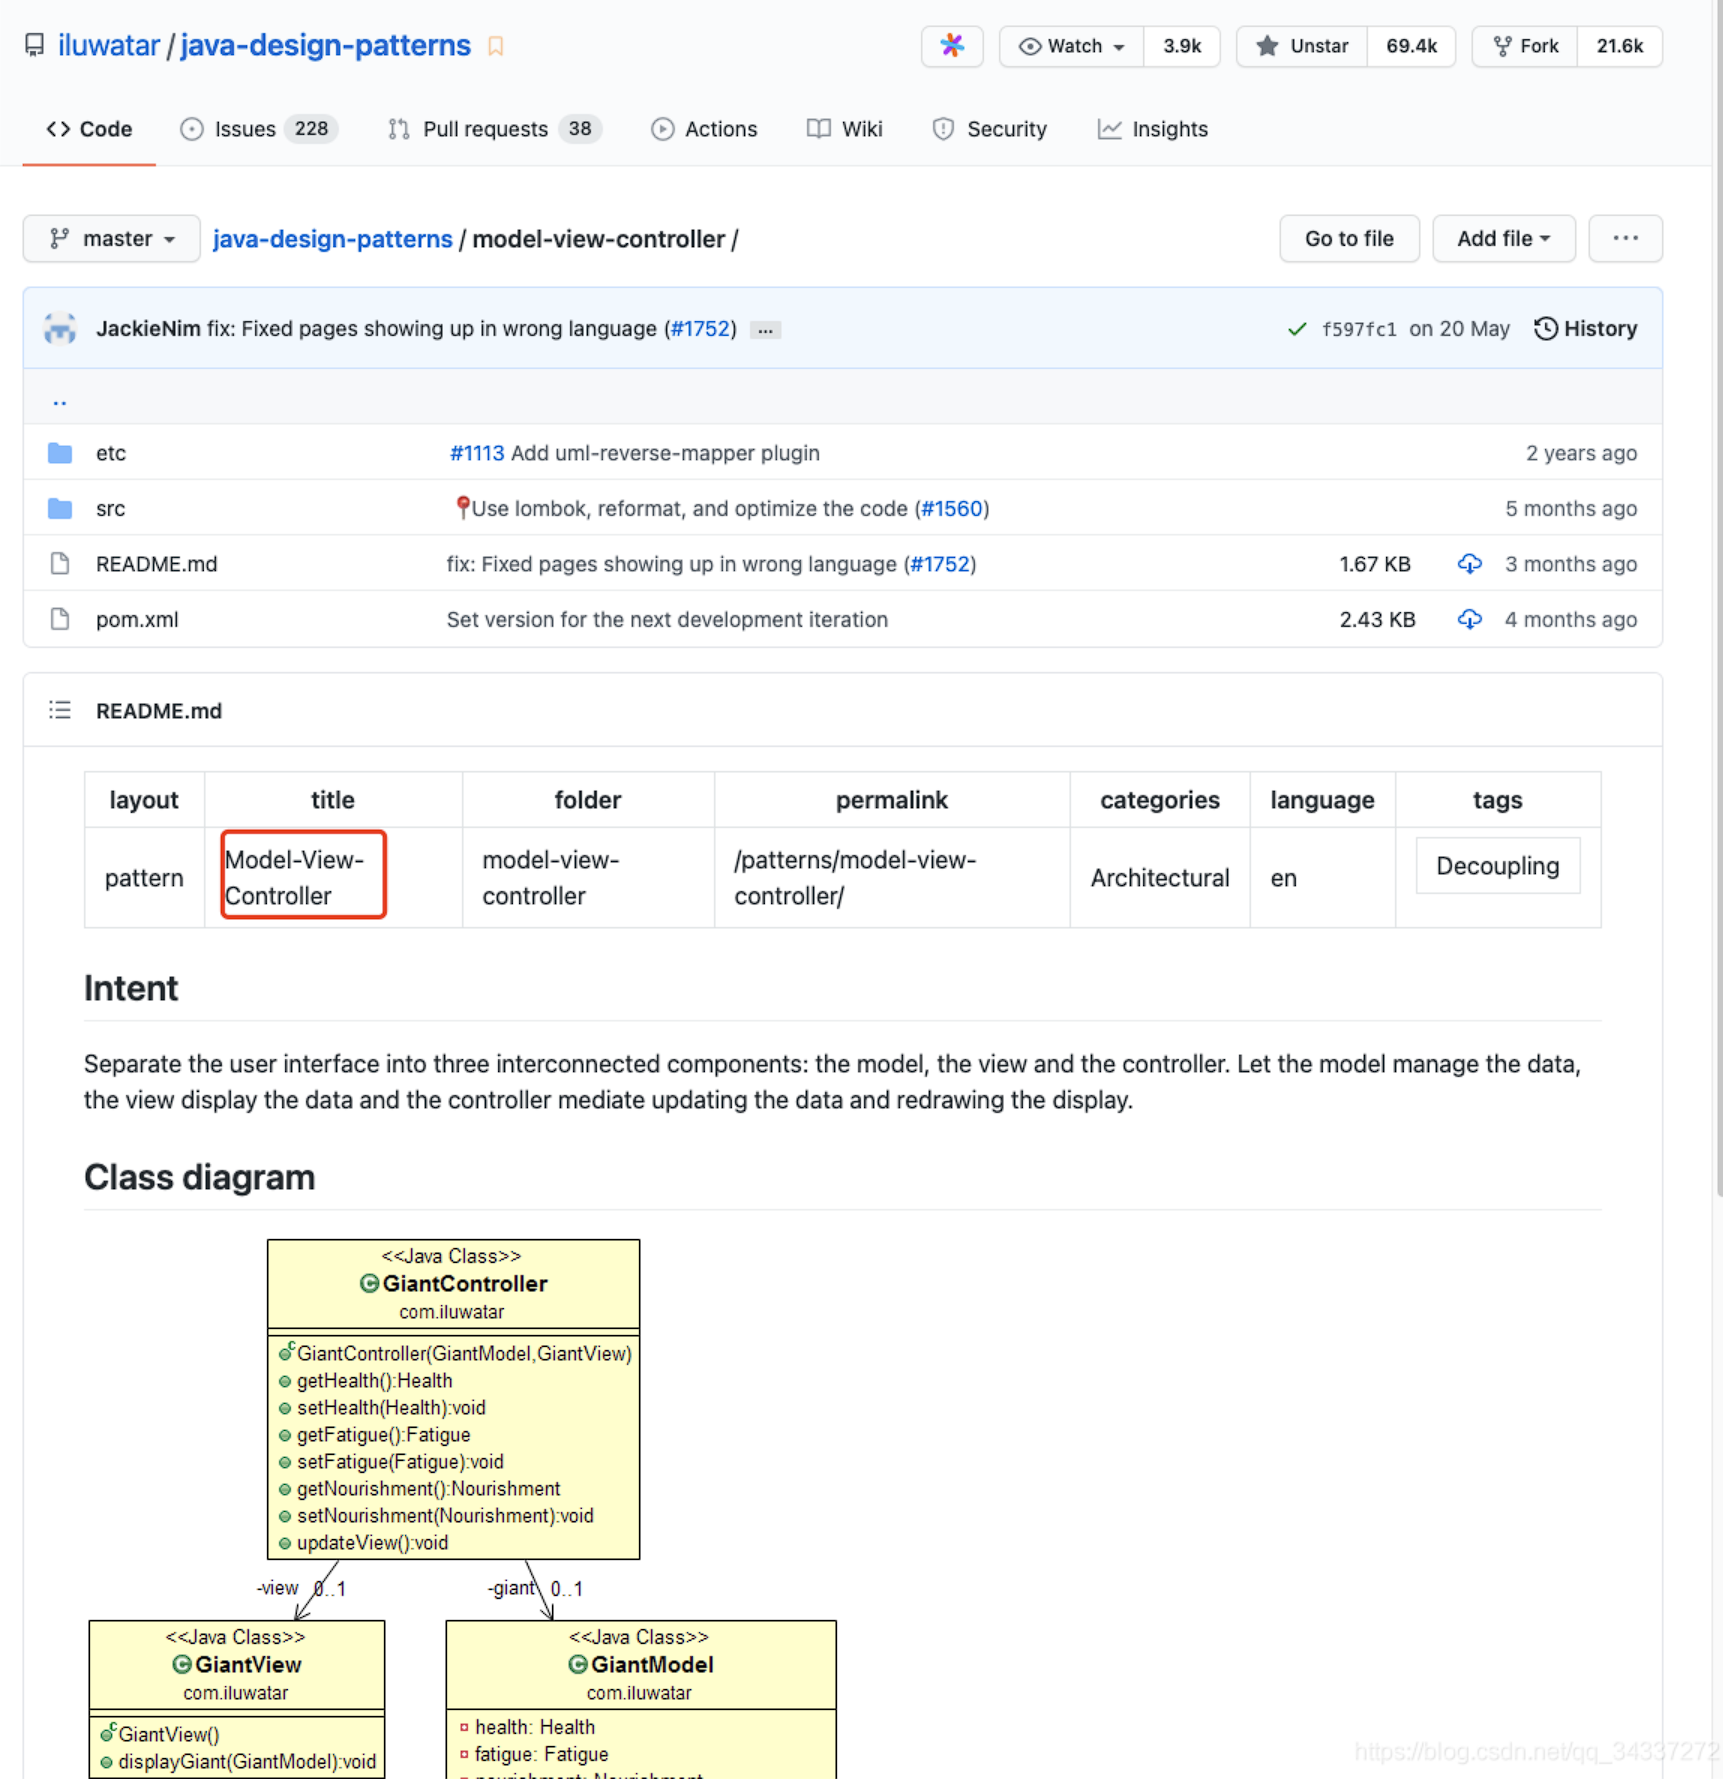 iluwatar / java-design-patterns
Watch 3.9k Unstar 69.4k Fork 21.6k
Code Issues 228 Pull requests 38 Actions Wiki Security Insights
master java-design-patterns / model-view-controller / Go to file Add file ...
JackieNim fix: Fixed pages showing up in wrong language (#1752) ... f597fc1 on 20 May History
..
etc #1113 Add uml-reverse-mapper plugin 2 years ago
src 📍Use lombok, reformat, and optimize the code (#1560) 5 months ago
README.md fix: Fixed pages showing up in wrong language (#1752) 1.67 KB 3 months ago
pom.xml Set version for the next development iteration 2.43 KB 4 months ago
README.md
layout title folder permalink categories language tags
pattern Model-View-Controller model-view-controller /patterns/model-view-controller/ Architectural en Decoupling
Intent
Separate the user interface into three interconnected components: the model, the view and the controller. Let the model manage the data,
the view display the data and the controller mediate updating the data and redrawing the display.
Class diagram
<<Java Class>>
GiantController
com.iluwatar
GiantController(GiantModel,GiantView)
getHealth():Health
setHealth(Health):void
getFatigue():Fatigue
setFatigue(Fatigue):void
getNourishment():Nourishment
setNourishment(Nourishment):void
updateView():void
-view 0..1 -giant 0..1
<<Java Class>>
GiantView
com.iluwatar
GiantView()
displayGiant(GiantModel):void
<<Java Class>>
GiantModel
com.iluwatar
health: Health
fatigue: Fatigue
https://blog.csdn.net/qq_34337272